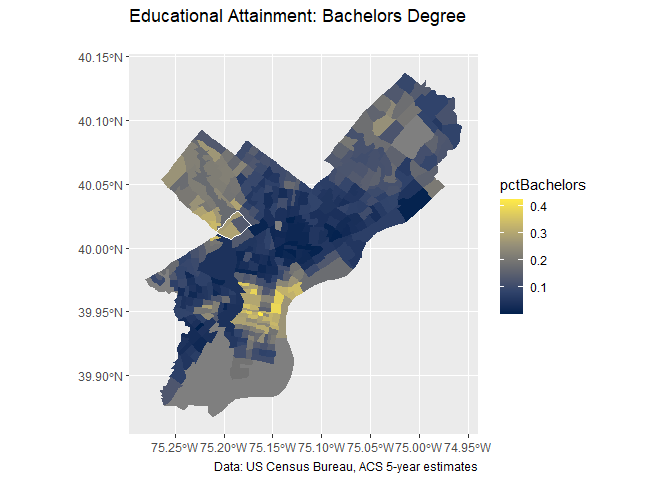 Educational Attainment: Bachelors Degree
40.15°N
40.10°N
40.05°N
40.00°N
39.95°N
39.90°N
75.25°W 75.20°W 75.15°W 75.10°W 75.05°W 75.00°W 74.95°W
pctBachelors
0.4
0.3
0.2
0.1
Data: US Census Bureau, ACS 5-year estimates